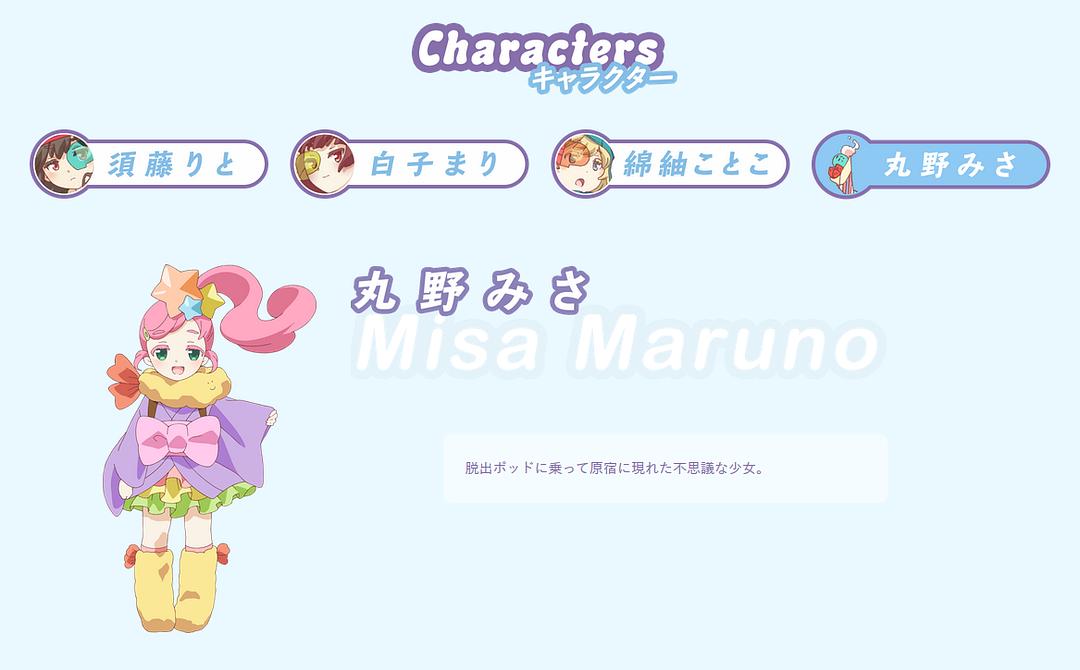 Characters
キャラクター
須藤りと
白子まり
綿紬ことこ
丸野みさ
丸野みさ
Misa Maruno
脱出ポッドに乗って原宿に現れた不思議な少女。